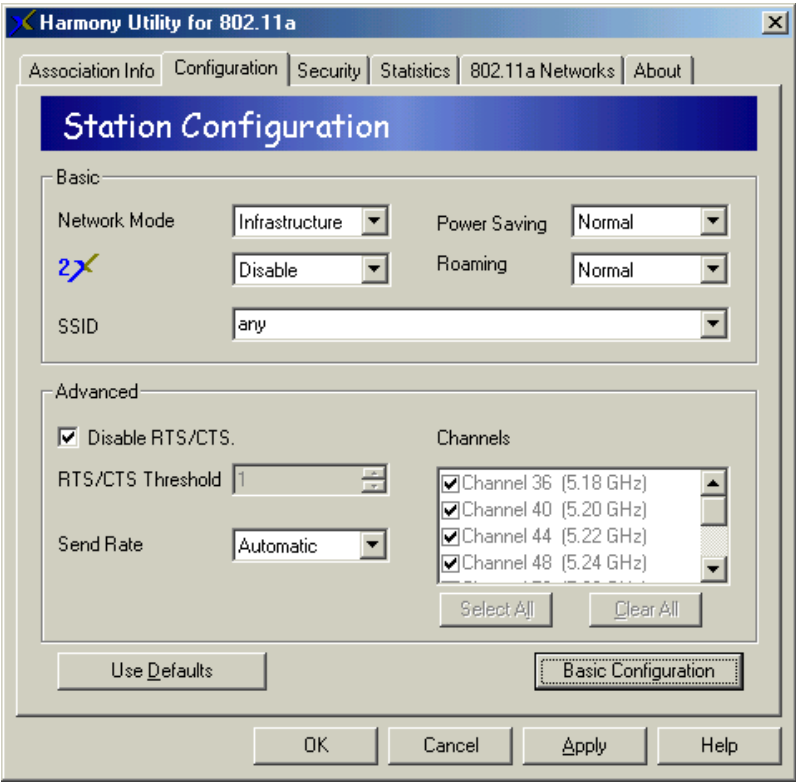 Harmony Utility for 802.11a
Association Info Configuration Security Statistics 802.11a Networks About
Station Configuration
Basic
Network Mode Infrastructure Power Saving Normal
2X Disable Roaming Normal
SSID any
Advanced
Disable RTS/CTS. Channels
RTS/CTS Threshold 1
Channel 36 (5.18 GHz)
Channel 40 (5.20 GHz)
Channel 44 (5.22 GHz)
Send Rate Automatic
Channel 48 (5.24 GHz)
Select All Clear All
Use Defaults Basic Configuration
OK Cancel Apply Help